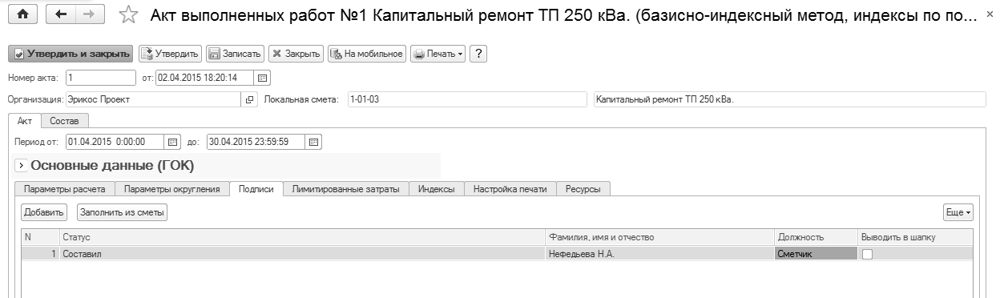 Акт выполненных работ №1 Капитальный ремонт ТП 250 кВа. (базисно-индексный метод, индексы по по...
Утвердить и закрыть Утвердить Записать Закрыть На мобильное Печать ?
Номер акта: 1 от: 02.04.2015 18:20:14
Организация: Эрикос Проект Локальная смета: 1-01-03 Капитальный ремонт ТП 250 кВа.
Акт Состав
Период от: 01.04.2015 0:00:00 до: 30.04.2015 23:59:59
Основные данные (ГОК)
Параметры расчета Параметры округления Подписи Лимитированные затраты Индексы Настройка печати Ресурсы
Добавить Заполнить из сметы Еще
N Статус Фамилия, имя и отчество Должность Выводить в шапку
1 Составил Нефедьева Н.А. Сметчик